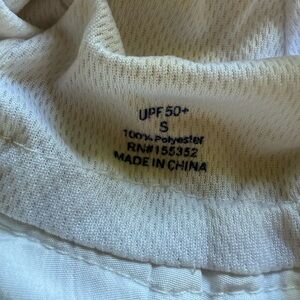 UPF 50+
S
100% Polyester
RN#155352
MADE IN CHINA